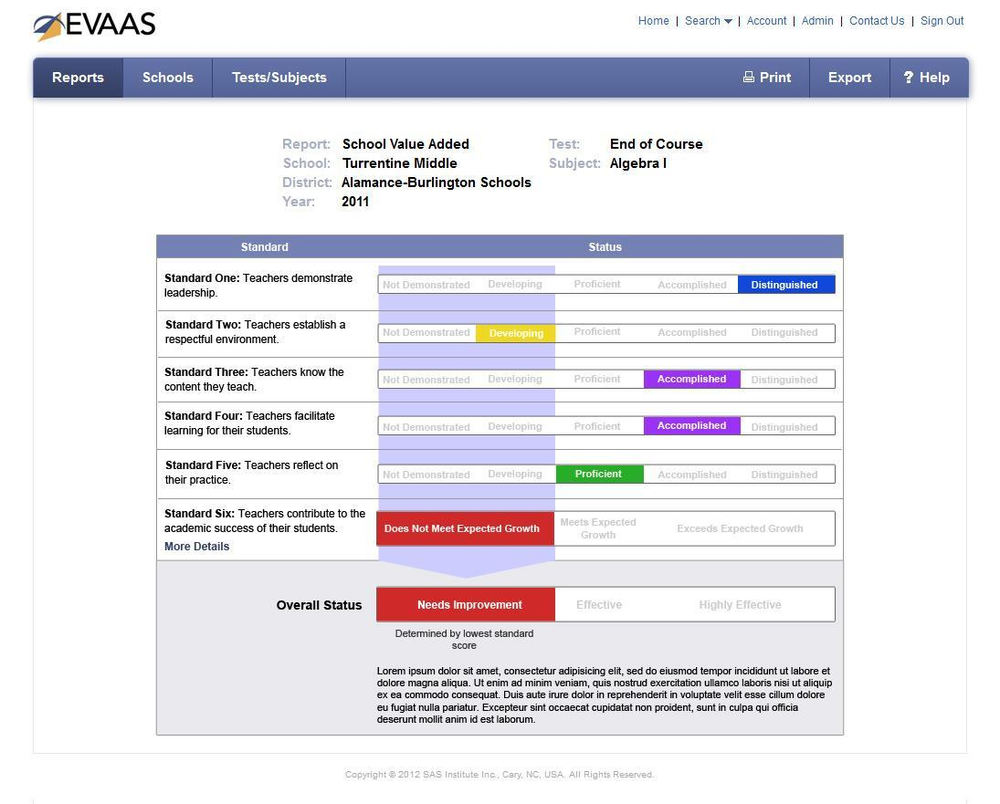 EVAAS
Home | Search | Account | Admin | Contact Us | Sign Out
Reports Schools Tests/Subjects Print Export ? Help
Report: School Value Added Test: End of Course
School: Turrentine Middle Subject: Algebra I
District: Alamance-Burlington Schools
Year: 2011
Standard Status
Standard One: Teachers demonstrate
leadership.
Not Demonstrated Developing Proficient Accomplished Distinguished
Standard Two: Teachers establish a
respectful environment.
Not Demonstrated Developing Proficient Accomplished Distinguished
Standard Three: Teachers know the
content they teach.
Not Demonstrated Developing Proficient Accomplished Distinguished
Standard Four: Teachers facilitate
learning for their students.
Not Demonstrated Developing Proficient Accomplished Distinguished
Standard Five: Teachers reflect on
their practice.
Not Demonstrated Developing Proficient Accomplished Distinguished
Standard Six: Teachers contribute to the
academic success of their students.
More Details
Does Not Meet Expected Growth Meets Expected
Growth Exceeds Expected Growth
Overall Status Needs Improvement Effective Highly Effective
Determined by lowest standard
score
Lorem ipsum dolor sit amet, consectetur adipisicing elit, sed do eiusmod tempor incididunt ut labore et
dolore magna aliqua. Ut enim ad minim veniam, quis nostrud exercitation ullamco laboris nisi ut aliquip
ex ea commodo consequat. Duis aute irure dolor in reprehenderit in voluptate velit esse cillum dolore
eu fugiat nulla pariatur. Excepteur sint occaecat cupidatat non proident, sunt in culpa qui officia
deserunt mollit anim id est laborum.
Copyright © 2012 SAS Institute Inc., Cary, NC, USA. All Rights Reserved.